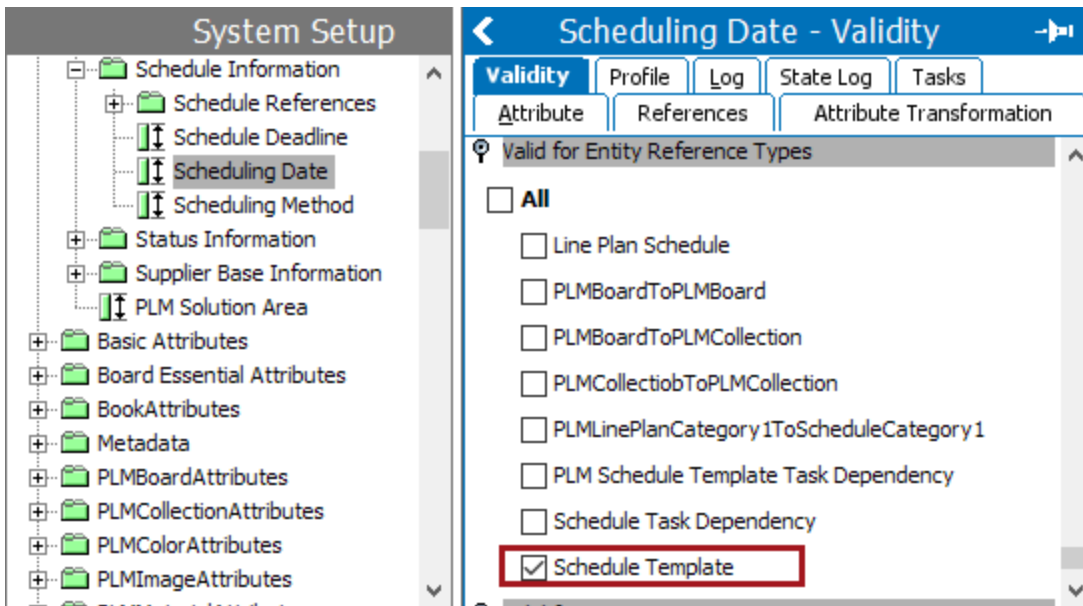 System Setup
Schedule Information
Schedule References
Schedule Deadline
Scheduling Date
Scheduling Method
Status Information
Supplier Base Information
PLM Solution Area
Basic Attributes
Board Essential Attributes
BookAttributes
Metadata
PLMBoardAttributes
PLMCollectionAttributes
PLMColorAttributes
PLMImageAttributes
Scheduling Date - Validity
Validity Profile Log State Log Tasks
Attribute References Attribute Transformation
Valid for Entity Reference Types
All
Line Plan Schedule
PLMBoardToPLMBoard
PLMBoardToPLMCollection
PLMCollectiobToPLMCollection
PLMLinePlanCategory1ToScheduleCategory1
PLM Schedule Template Task Dependency
Schedule Task Dependency
Schedule Template